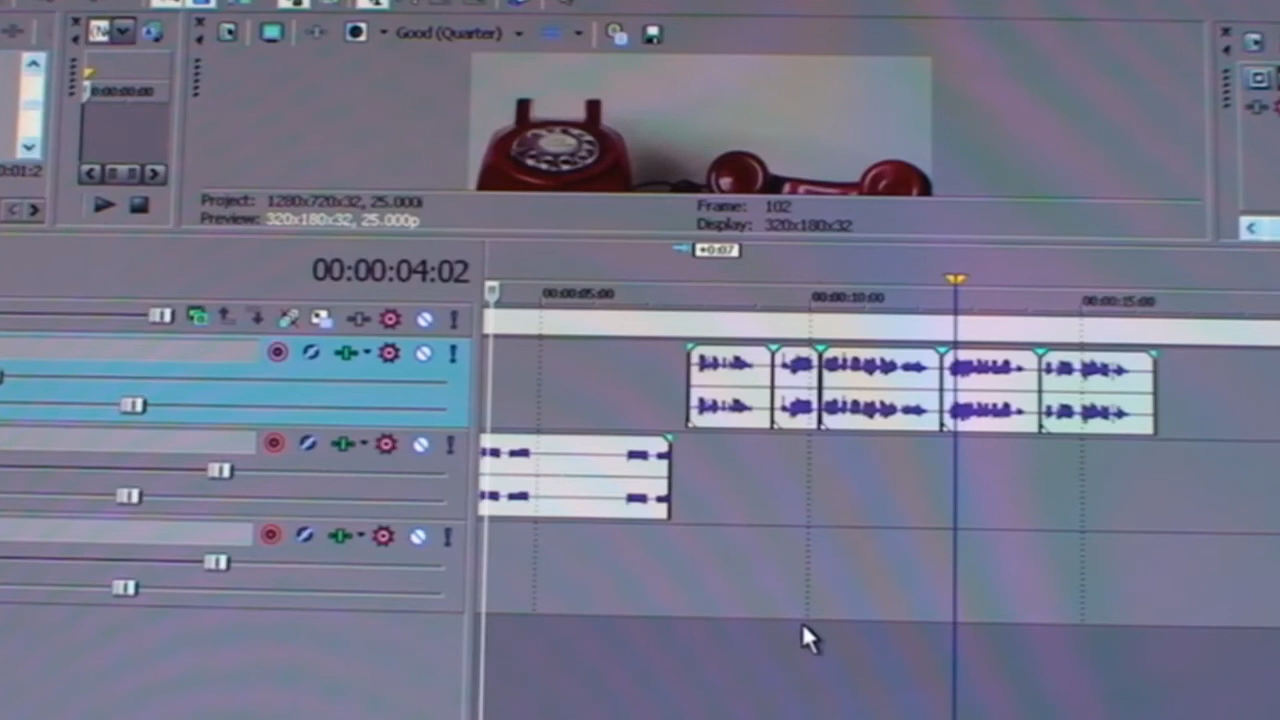 Good (Quarter)
0:00:00:00
0:01:2
Project: 1280x720x32, 25.000i
Frame: 102
Preview: 320x180x32, 25.000p
Display: 320x180x32
+0:07
00:00:04:02
00:00:05:00
00:00:10:00
00:00:15:00